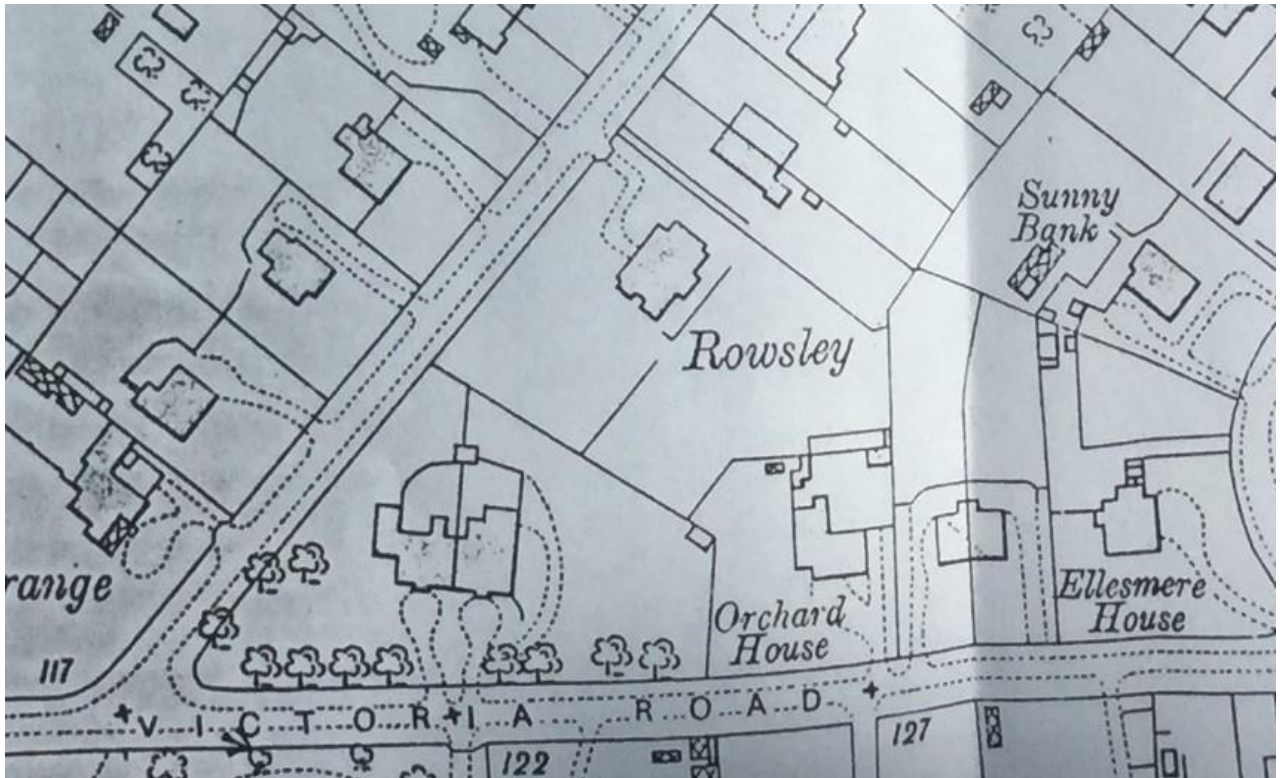 Sunny
Bank
Rowsley
range
Orchard
House
Ellesmere
House
117
VICTORIA ROAD
122
127